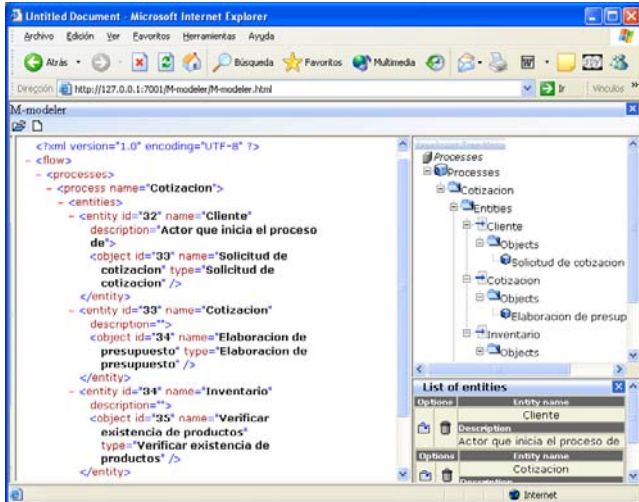 Untitled Document - Microsoft Internet Explorer
Archivo Edición Ver Favoritos Herramientas Ayuda
Atrás Búsqueda Favoritos Multimedia
Dirección http://127.0.0.1:7001/M-modeler/M-modeler.html Ir Vínculos »
M-modeler
<?xml version="1.0" encoding="UTF-8" ?>
- <flow>
- <processes>
- <process name="Cotizacion">
- <entities>
- <entity id="32" name="Cliente"
description="Actor que inicia el proceso
de">
<object id="33" name="Solicitud de
cotizacion" type="Solicitud de
cotizacion" />
</entity>
- <entity id="33" name="Cotizacion"
description="">
<object id="34" name="Elaboracion de
presupuesto" type="Elaboracion de
presupuesto" />
</entity>
- <entity id="34" name="Inventario"
description="">
<object id="35" name="Verificar
existencia de productos"
type="Verificar existencia de
productos" />
</entity>
Processes
Processes
Cotizacion
Entities
Cliente
Objects
Solicitud de cotizacion
Cotizacion
Objects
Elaboracion de presup
Inventario
Objects
List of entities
Options Entity name
Cliente
Description
Actor que inicia el proceso de
Options Entity name
Cotizacion
Description
Internet